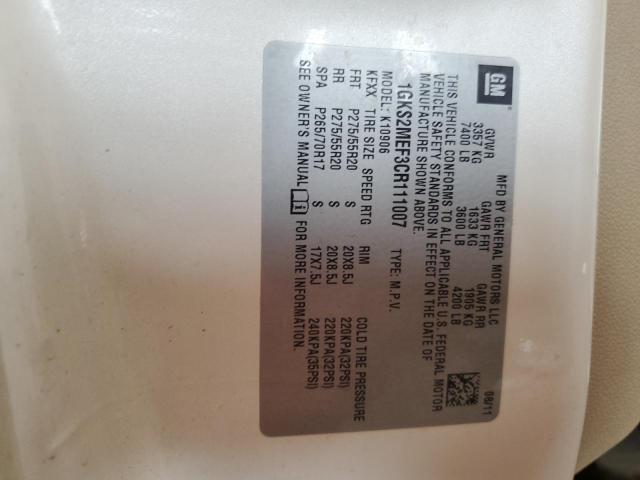 GM
MFD BY GENERAL MOTORS LLC 08/11
GVWR GAWR FRT GAWR RR
3357 KG 1633 KG 1905 KG
7400 LB 3600 LB 4200 LB
THIS VEHICLE CONFORMS TO ALL APPLICABLE U.S. FEDERAL MOTOR
VEHICLE SAFETY STANDARDS IN EFFECT ON THE DATE OF
MANUFACTURE SHOWN ABOVE.
1GKS2MEF3CR111007 TYPE: M.P.V.
MODEL: K10906
KFXX TIRE SIZE SPEED RTG RIM COLD TIRE PRESSURE
FRT P275/55R20 S 20X8.5J 220KPA(32PSI)
RR P275/55R20 S 20X8.5J 220KPA(32PSI)
SPA P265/70R17 S 17X7.5J 240KPA(35PSI)
SEE OWNER'S MANUAL FOR MORE INFORMATION.